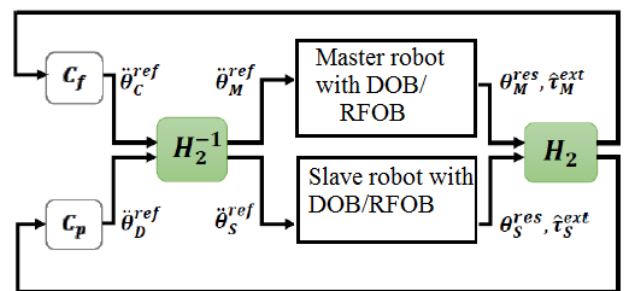 C_f
θ̈_C^{ref}
θ̈_M^{ref}
Master robot
with DOB/
RFOB
θ_M^{res}, τ̂_M^{ext}
H_2^{-1}
H_2
C_p
θ̈_D^{ref}
θ̈_S^{ref}
Slave robot with
DOB/RFOB
θ_S^{res}, τ̂_S^{ext}